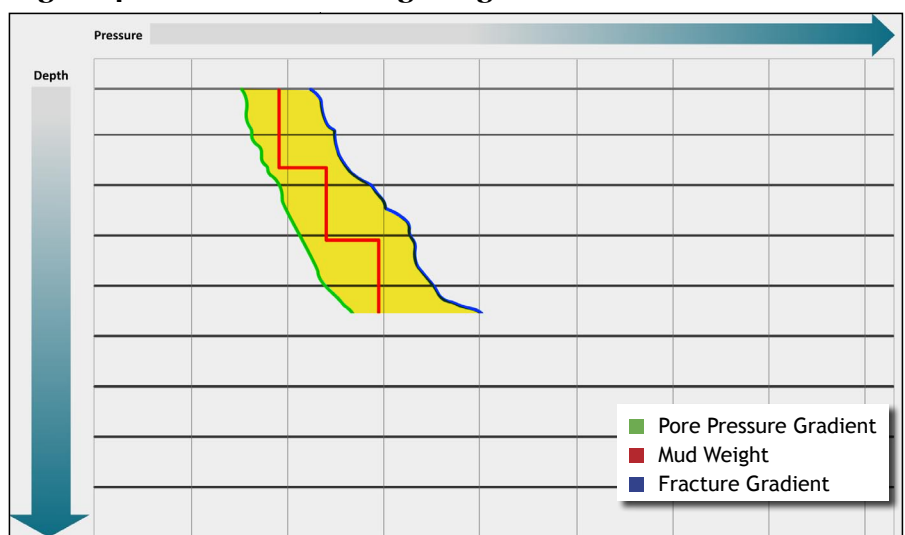 Pressure
Depth
Pore Pressure Gradient
Mud Weight
Fracture Gradient